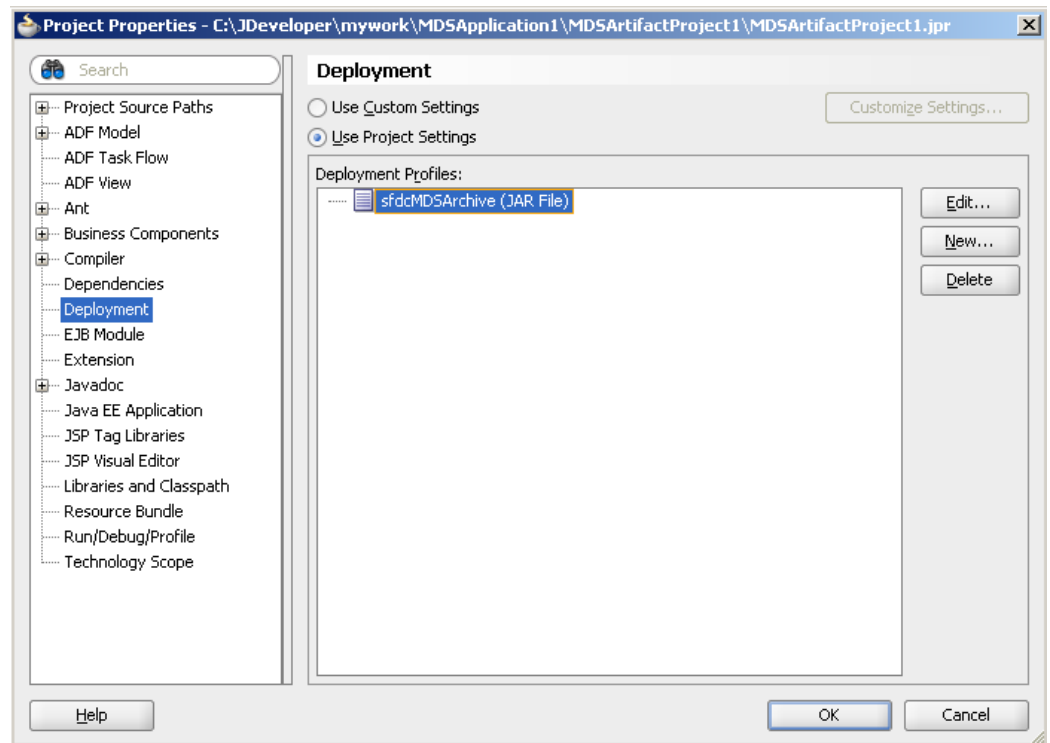 Project Properties - C:\JDeveloper\mywork\MDSApplication1\MDSArtifactProject1\MDSArtifactProject1.jpr
Search
Project Source Paths
ADF Model
ADF Task Flow
ADF View
Ant
Business Components
Compiler
Dependencies
Deployment
EJB Module
Extension
Javadoc
Java EE Application
JSP Tag Libraries
JSP Visual Editor
Libraries and Classpath
Resource Bundle
Run/Debug/Profile
Technology Scope
Deployment
Use Custom Settings
Customize Settings...
Use Project Settings
Deployment Profiles:
sfdcMDSArchive (JAR File)
Edit...
New...
Delete
Help
OK
Cancel